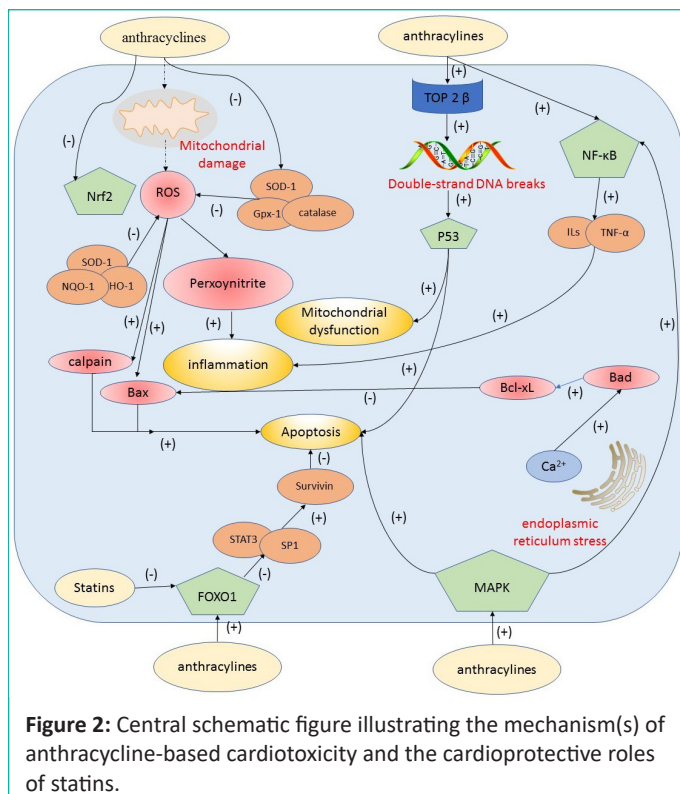 anthracyclines
anthracylines
(+)
(-)
TOP 2 β
(+)
(-)
(+)
Mitochondrial
damage
Double-strand DNA breaks
NF-κB
Nrf2
ROS
(-)
SOD-1
Gpx-1
catalase
(+)
P53
(+)
ILs
TNF-α
(-)
SOD-1
NQO-1
HO-1
Perxoynitrite
(+)
Mitochondrial
dysfunction
(+)
(+)
(+)
(+)
(+)
calpain
inflammation
(+)
Bax
(-)
Bcl-xL
(+)
Bad
(+)
Apoptosis
(+)
Ca2+
(-)
Survivin
(+)
(+)
endoplasmic
reticulum stress
STAT3
SP1
(-)
Statins
(-)
FOXO1
MAPK
(+)
(+)
anthracylines
anthracylines
Figure 2: Central schematic figure illustrating the mechanism(s) of
anthracycline-based cardiotoxicity and the cardioprotective roles
of statins.